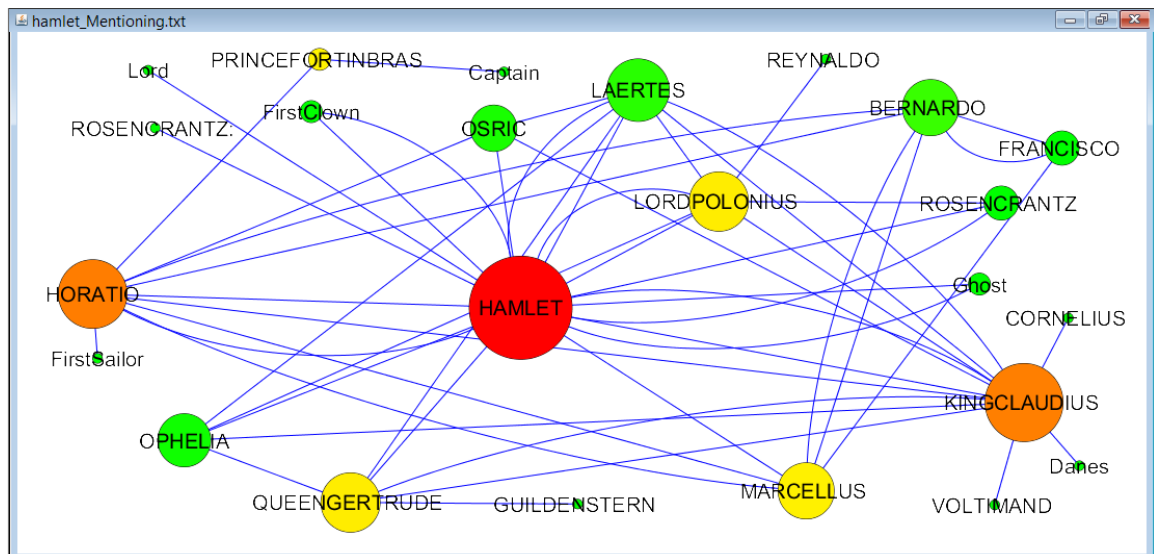 hamlet_Mentioning.txt
Lord
PRINCEFORTINBRAS
Captain
REYNALDO
LAERTES
BERNARDO
FirstClown
ROSENCRANTZ:
OSRIC
FRANCISCO
LORDPOLONIUS
ROSENCRANTZ
HORATIO
HAMLET
Ghost
CORNELIUS
FirstSailor
KINGCLAUDIUS
OPHELIA
Danes
QUEENGERTRUDE
GUILDENSTERN
MARCELLUS
VOLTIMAND